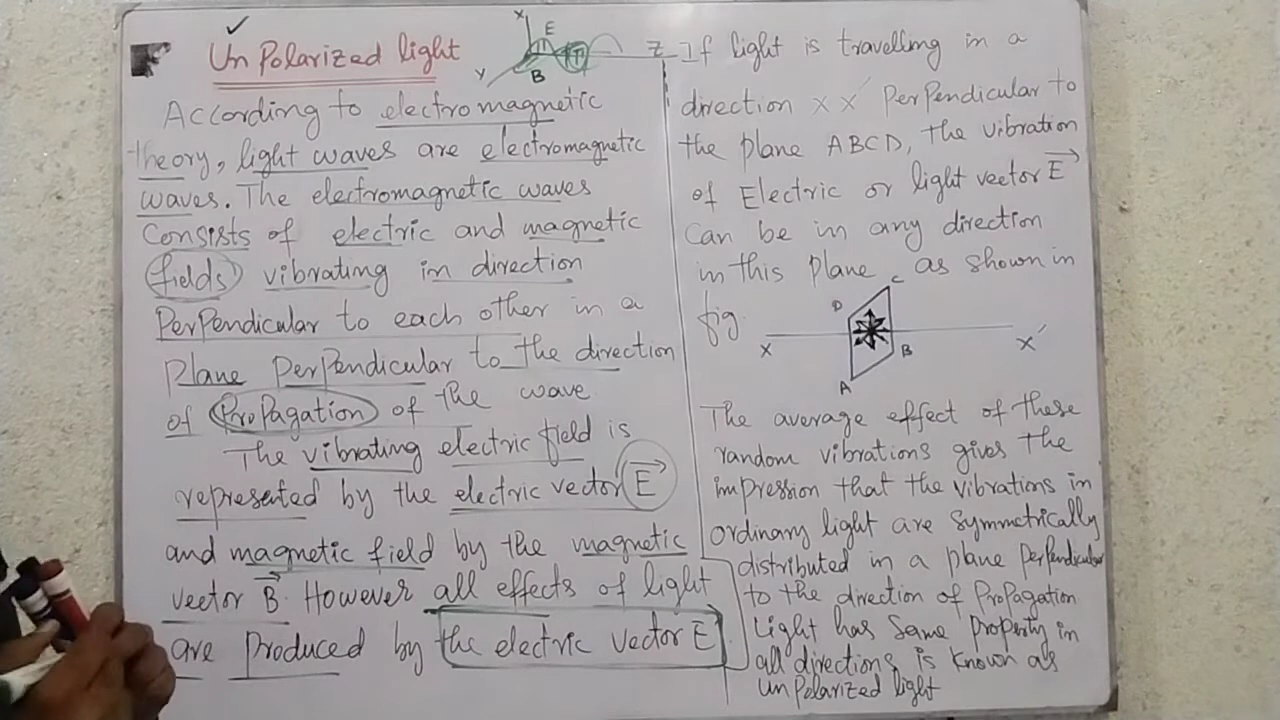 Un Polarized light
X
E
Z
Y
B
According to electromagnetic
theory, light waves are electromagnetic
waves. The electromagnetic waves
Consists of electric and magnetic
fields vibrating in direction
Perpendicular to each other in a
Plane perpendicular to the direction
of Propagation of the wave
The vibrating electric field is
represented by the electric vector E→
and magnetic field by the magnetic
vector B→. However all effects of light
are Produced by the electric vector E
If light is travelling in a
direction X X′ Perpendicular to
the plane ABCD, the vibration
of Electric or light vector E→
Can be in any direction
in this plane as shown in
fig.
C
D
X
B
X′
A
The average effect of these
random vibrations gives the
impression that the vibrations in
ordinary light are symmetrically
distributed in a plane perpendicular
to the direction of Propagation
Light has same property in
all directions is known as
UnPolarized light